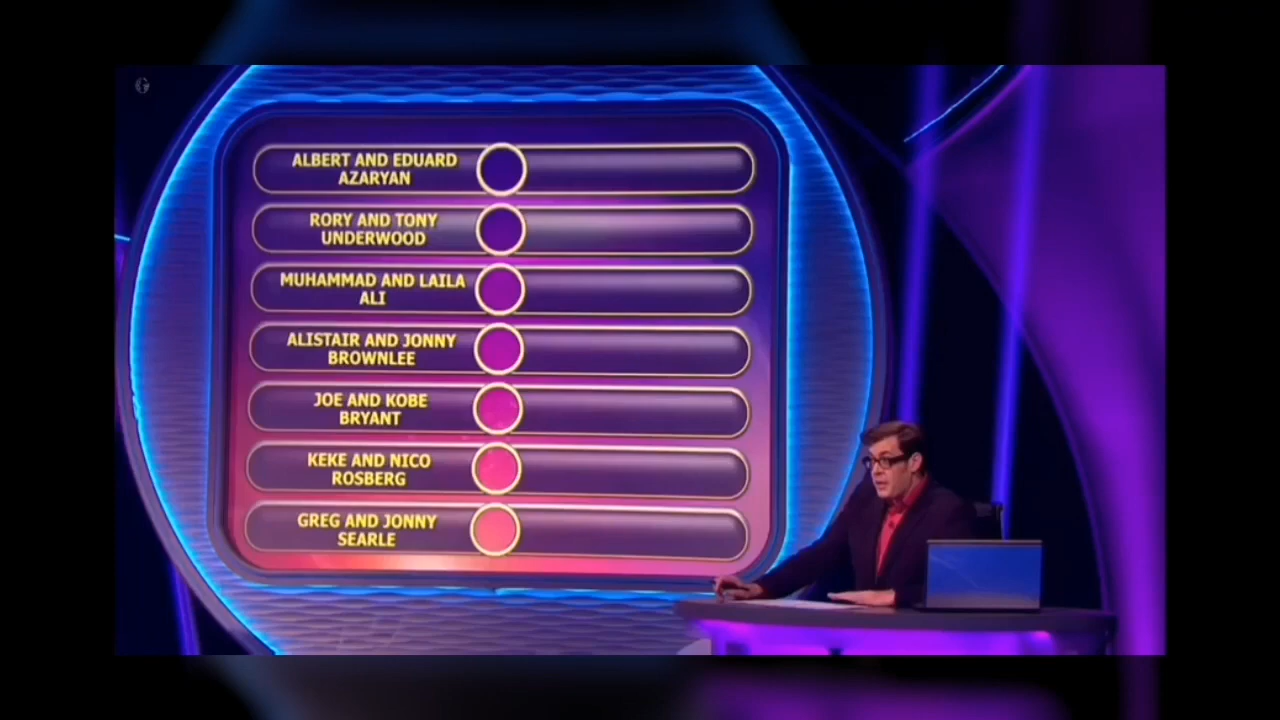 ALBERT AND EDUARD
AZARYAN
RORY AND TONY
UNDERWOOD
MUHAMMAD AND LAILA
ALI
ALISTAIR AND JONNY
BROWNLEE
JOE AND KOBE
BRYANT
KEKE AND NICO
ROSBERG
GREG AND JONNY
SEARLE